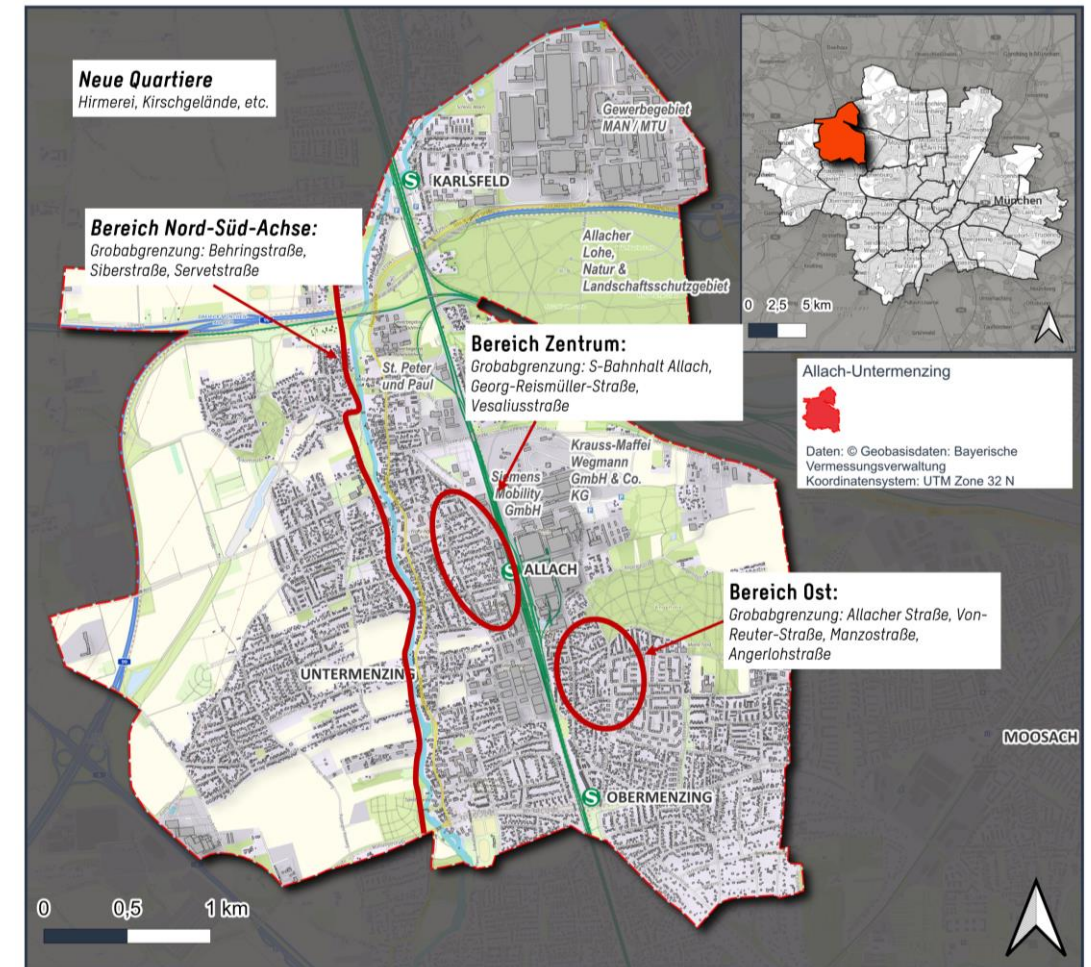 Neue Quartiere
Hirmerei, Kirschgelände, etc.
Gewerbegebiet
MAN / MTU
KARLSFELD
Bereich Nord-Süd-Achse:
Grobabgrenzung: Behringstraße,
Siberstraße, Servetstraße
Allacher
Lohe,
Natur &
Landschaftsschutzgebiet
München
0 2,5 5 km
Bereich Zentrum:
Grobabgrenzung: S-Bahnhalt Allach,
Georg-Reismüller-Straße,
Vesaliusstraße
St. Peter
und Paul
Allach-Untermenzing
Daten: © Geobasisdaten: Bayerische
Vermessungsverwaltung
Koordinatensystem: UTM Zone 32 N
Krauss-Maffei
Wegmann
GmbH & Co.
KG
Siemens
Mobility
GmbH
S ALLACH
Bereich Ost:
Grobabgrenzung: Allacher Straße, Von-
Reuter-Straße, Manzostraße,
Angerlohstraße
UNTERMENZING
MOOSACH
S OBERMENZING
0 0,5 1 km